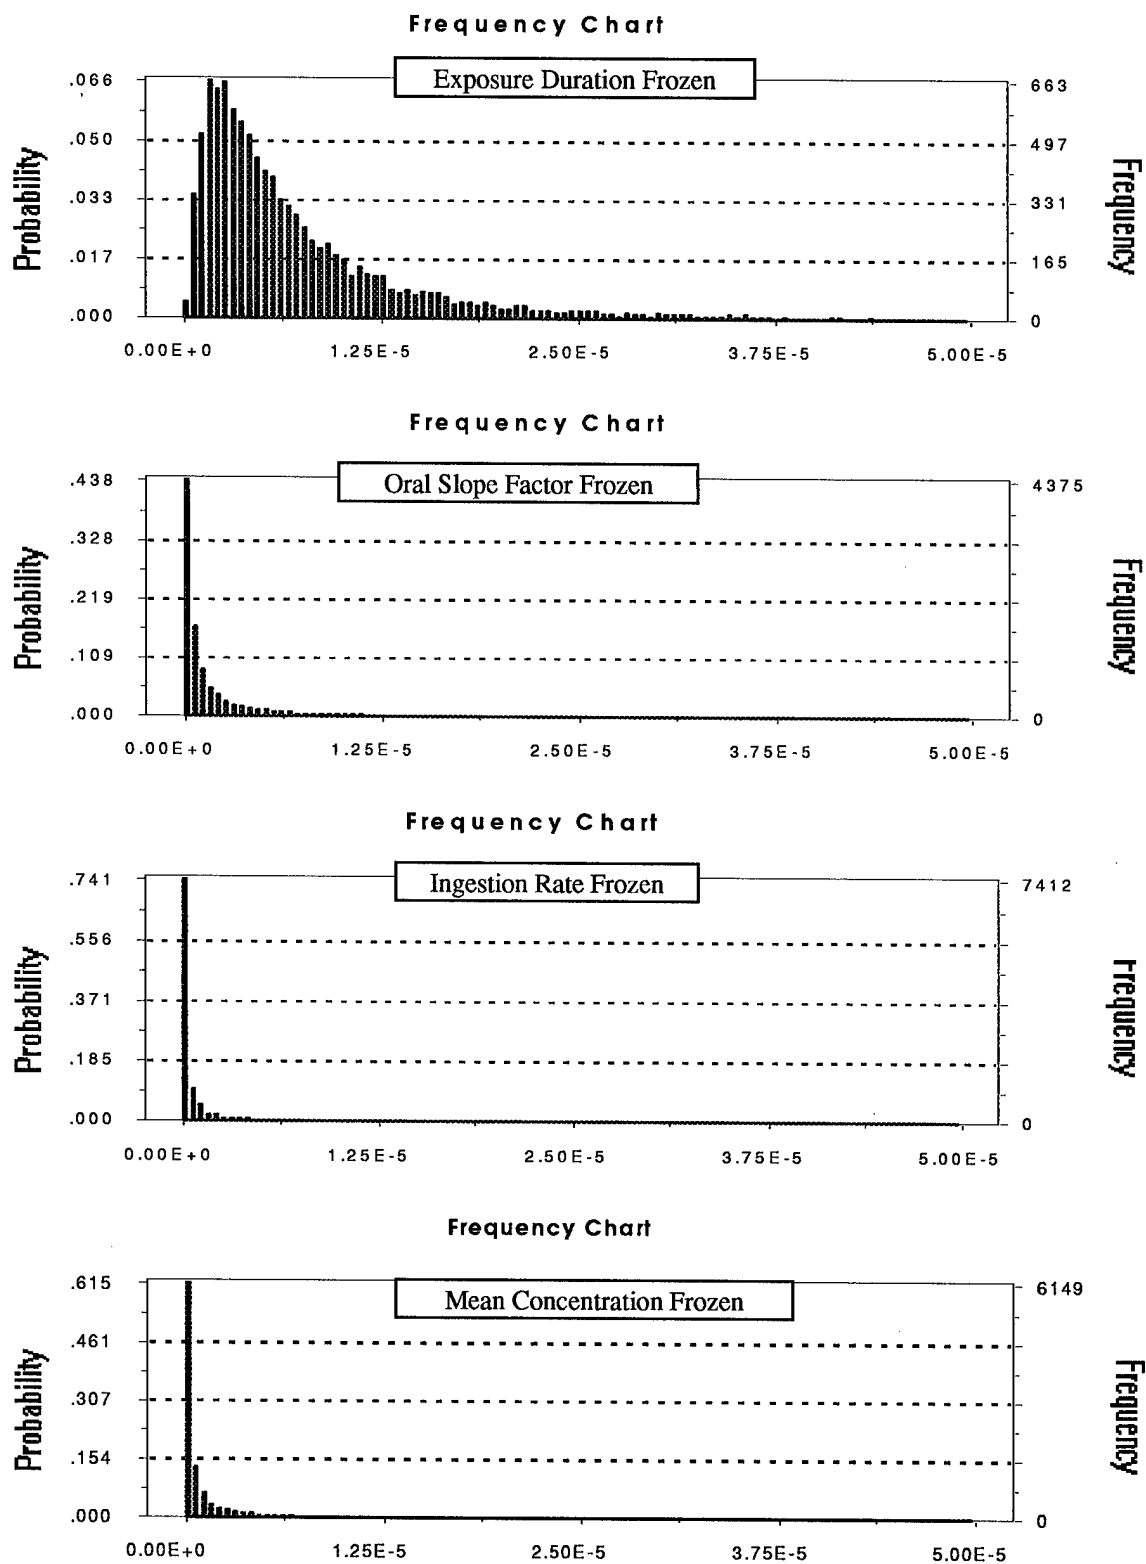 Frequency Chart
Exposure Duration Frozen
Probability
Frequency
.066
.050
.033
.017
.000
663
497
331
165
0
0.00E+0 1.25E-5 2.50E-5 3.75E-5 5.00E-5
Frequency Chart
Oral Slope Factor Frozen
Probability
Frequency
.438
.328
.219
.109
.000
4375
0
0.00E+0 1.25E-5 2.50E-5 3.75E-5 5.00E-5
Frequency Chart
Ingestion Rate Frozen
Probability
Frequency
.741
.556
.371
.185
.000
7412
0
0.00E+0 1.25E-5 2.50E-5 3.75E-5 5.00E-5
Frequency Chart
Mean Concentration Frozen
Probability
Frequency
.615
.461
.307
.154
.000
6149
0
0.00E+0 1.25E-5 2.50E-5 3.75E-5 5.00E-5